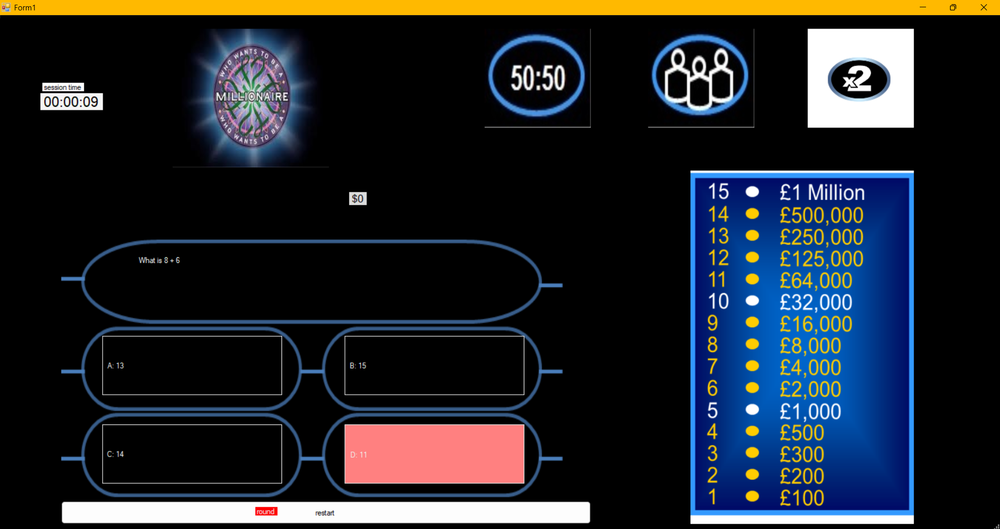 Form1
session time
00:00:09
WHO WANTS TO BE A
MILLIONAIRE
WHO WANTS TO BE A
50:50
x2
$0
What is 8 + 6
A: 13
B: 15
C: 14
D: 11
round
restart
15 £1 Million
14 £500,000
13 £250,000
12 £125,000
11 £64,000
10 £32,000
9 £16,000
8 £8,000
7 £4,000
6 £2,000
5 £1,000
4 £500
3 £300
2 £200
1 £100